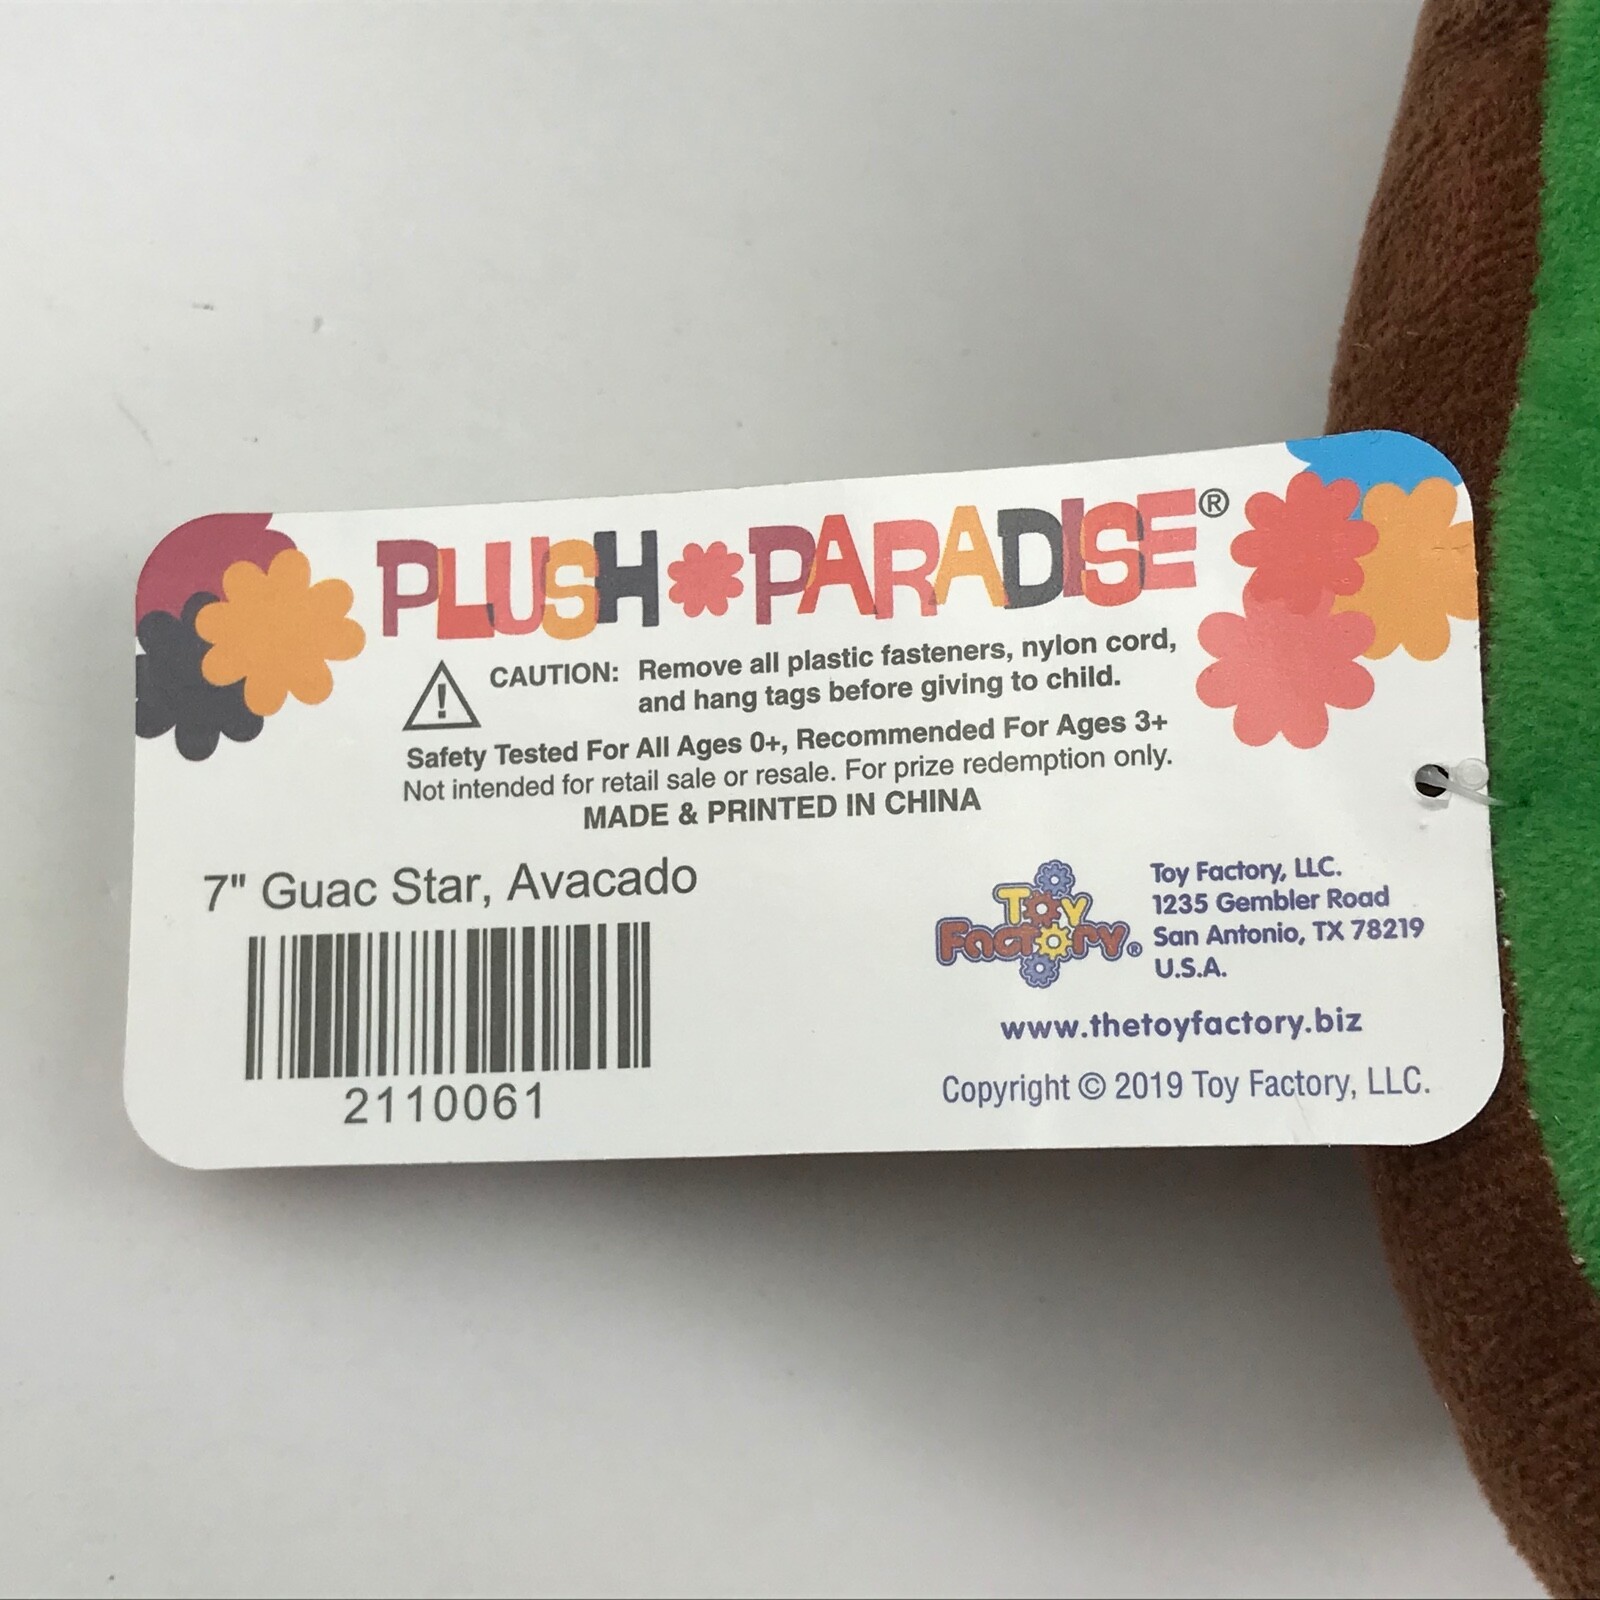 PLUSH PARADISE®
CAUTION: Remove all plastic fasteners, nylon cord,
and hang tags before giving to child.
Safety Tested For All Ages 0+, Recommended For Ages 3+
Not intended for retail sale or resale. For prize redemption only.
MADE & PRINTED IN CHINA
7" Guac Star, Avacado
2110061
Toy
Factory®
Toy Factory, LLC.
1235 Gembler Road
San Antonio, TX 78219
U.S.A.
www.thetoyfactory.biz
Copyright © 2019 Toy Factory, LLC.